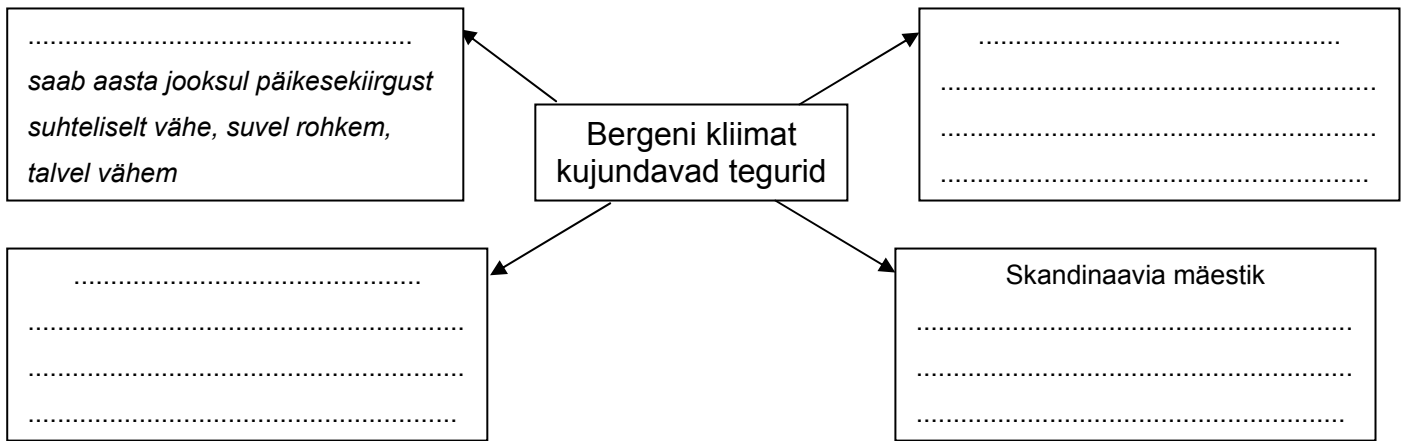 ..................................................
saab aasta jooksul päikesekiirgust
suhteliselt vähe, suvel rohkem,
talvel vähem
Bergeni kliimat
kujundavad tegurid
...............................................
.........................................................
.........................................................
........................................................
.............................................
.........................................................
.........................................................
........................................................
Skandinaavia mäestik
.........................................................
.........................................................
........................................................